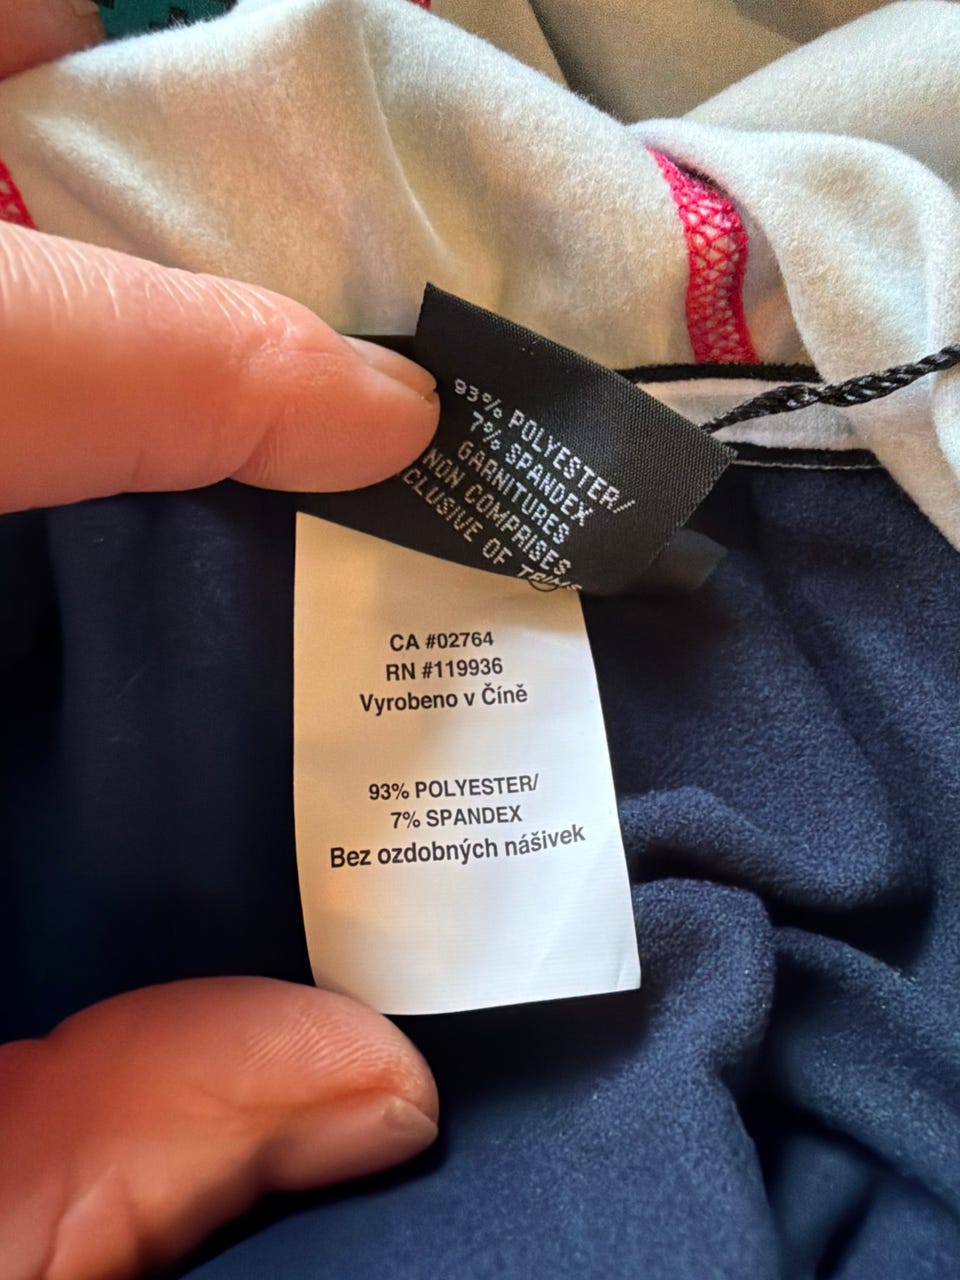 93% POLYESTER/
7% SPANDEX
GARNITURES
NON COMPRISES
CLUSIVE OF TRIMS
CA #02764
RN #119936
Vyrobeno v Číně
93% POLYESTER/
7% SPANDEX
Bez ozdobných nášivek